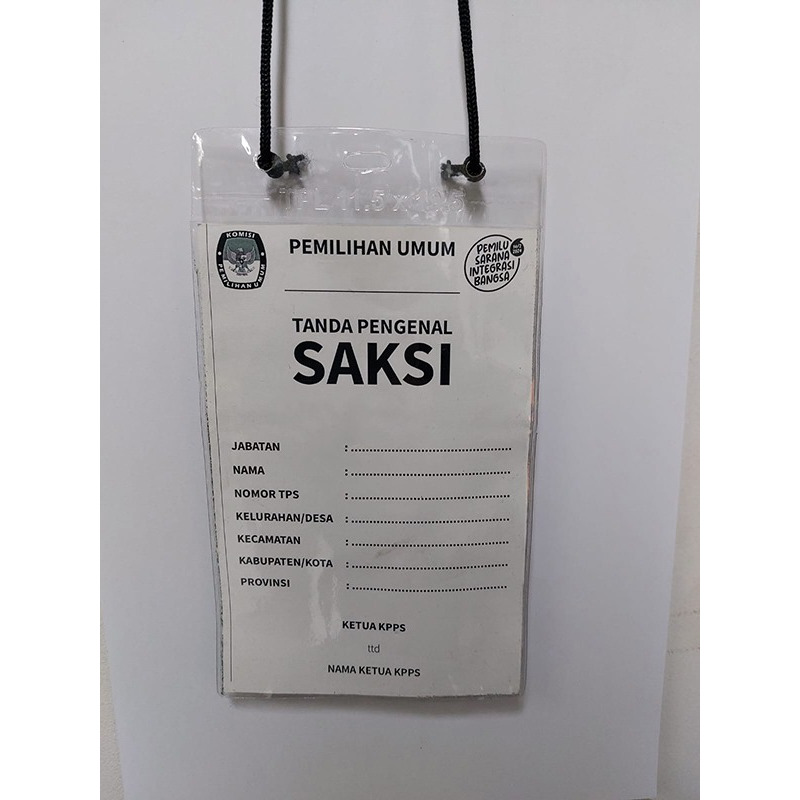 KOMISI
PEMILIHAN UMUM
PEMILIHAN UMUM
PEMILU
SARANA
INTEGRASI
BANGSA
TANDA PENGENAL
SAKSI
JABATAN : ........................................
NAMA : ........................................
NOMOR TPS : ........................................
KELURAHAN/DESA : ........................................
KECAMATAN : ........................................
KABUPATEN/KOTA : ........................................
PROVINSI : ........................................
KETUA KPPS
ttd
NAMA KETUA KPPS